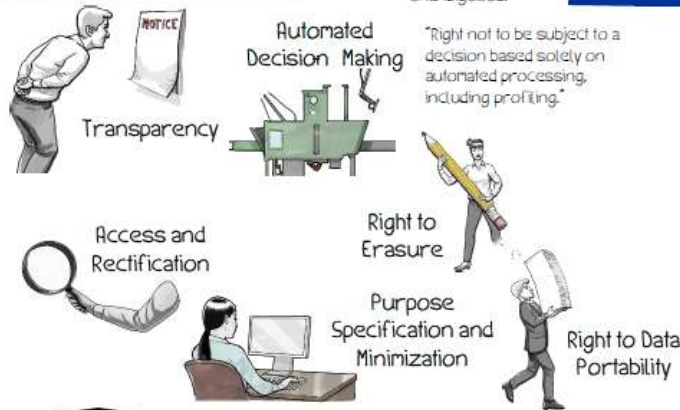 NOTICE
Automated
Decision Making
"Right not to be subject to a
decision based solely on
automated processing,
including profiling."
Transparency
Access and
Rectification
Right to
Erasure
Purpose
Specification and
Minimization
Right to Data
Portability